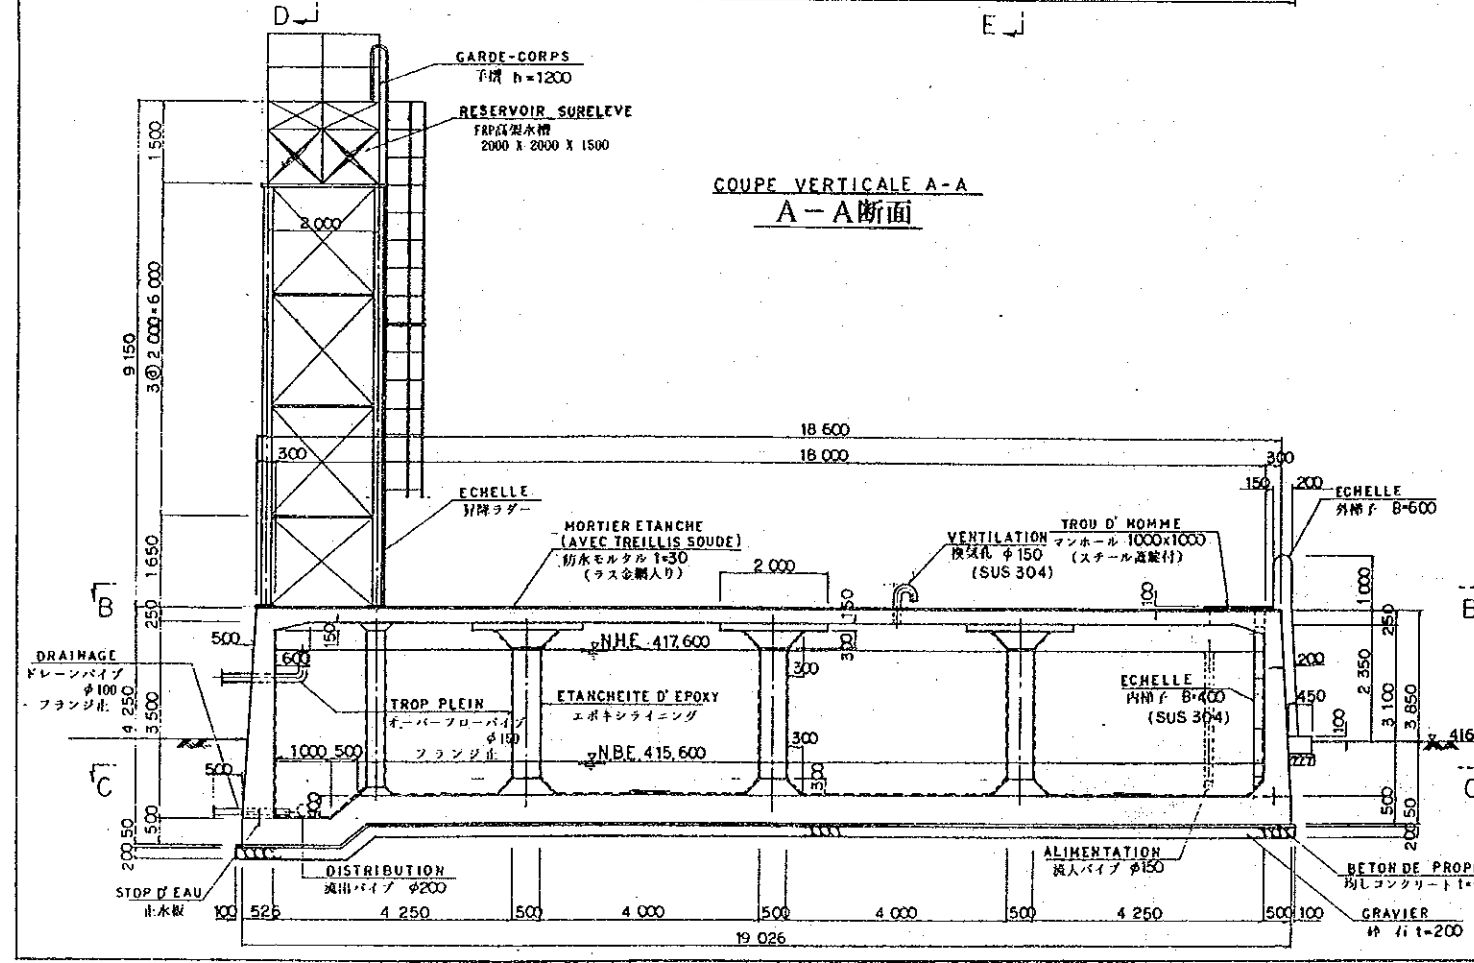 D
E
GARDE-CORPS
手摺 h=1200
RESERVOIR SURELEVE
FRP高架水槽
2000 X 2000 X 1500
COUPE VERTICALE A-A
A-A断面
1 500
2 000
3@2 000=6 000
9 150
1 650
18 600
300
18 000
300
150
200
ECHELLE
昇降ラダー
ECHELLE
外梯子 B=600
MORTIER ETANCHE
(AVEC TREILLIS SOUDE)
防水モルタル t=30
(ラス金網入り)
2 000
VENTILATION
換気孔 φ150
(SUS 304)
TROU D' HOMME
マンホール 1000x1000
(スチール蓋錠付)
B
B
250
500
150
600
150
300
100
1 000
250
N.H.E. 417,600
300
200
2 350
3 100
3 850
DRAINAGE
ドレーンパイプ
φ100
フランジ止
4 250
3 500
TROP PLEIN
オーバーフローパイプ
φ150
フランジ止
ETANCHEITE D' EPOXY
エポキシライニング
ECHELLE
内梯子 B=400
(SUS 304)
450
100
416
1000
500
N.B.E. 415,600
300
300
C
C
500
500
50
200
500
50
200
STOP D'EAU
止水板
DISTRIBUTION
流出パイプ φ200
ALIMENTATION
流入パイプ φ150
BETON DE PROP
均しコンクリート t=
GRAVIER
t=200
100
526
4 250
500
4 000
500
4 000
500
4 250
500
100
19 026